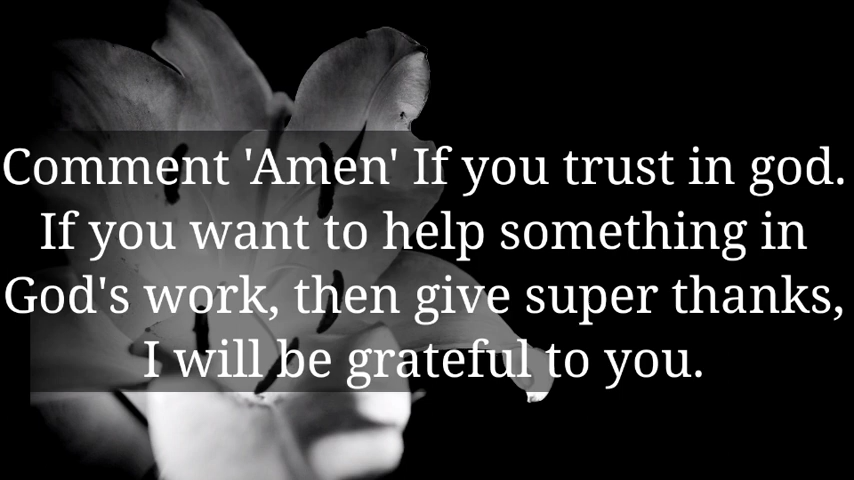 Comment 'Amen' If you trust in god.
If you want to help something in
God's work, then give super thanks,
I will be grateful to you.